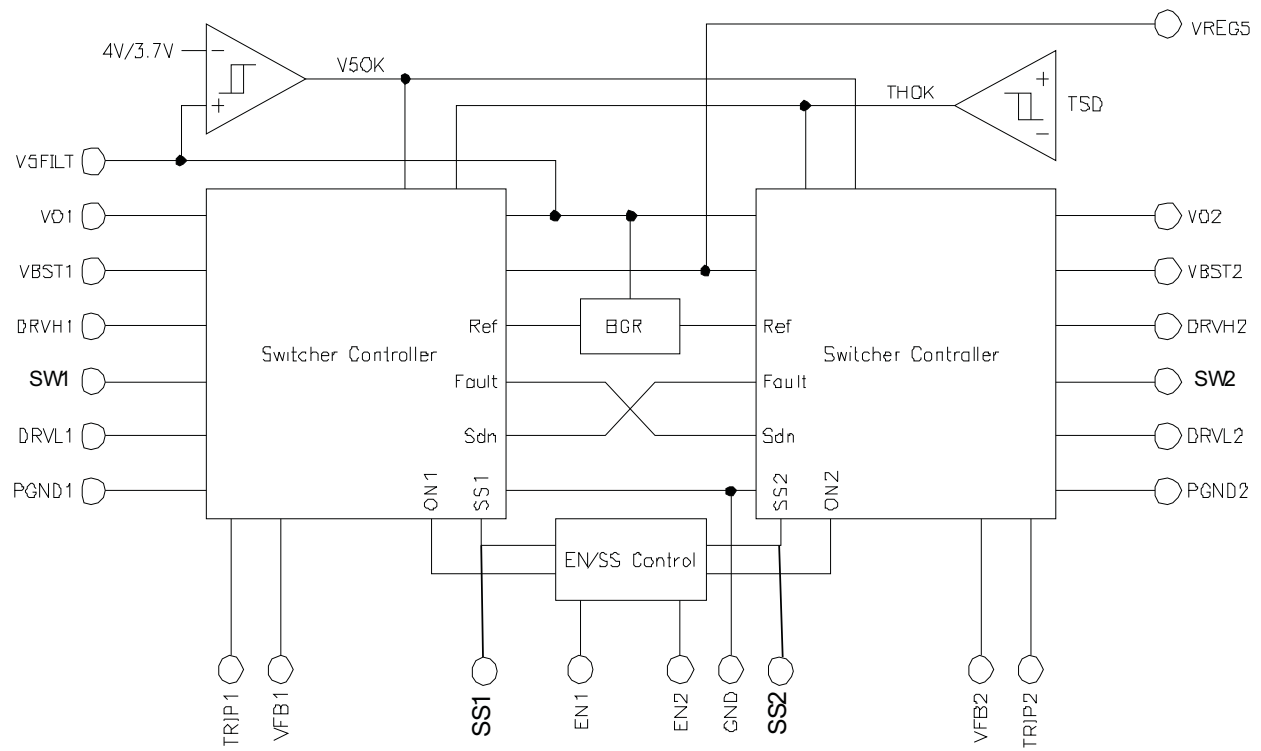 VREG5
4V/3.7V
−
V5OK
+
+
THOK
TSD
−
V5FILT
VO1
VO2
VBST1
VBST2
DRVH1
Ref
BGR
Ref
DRVH2
Switcher Controller
Switcher Controller
SW1
Fault
Fault
SW2
DRVL1
Sdn
Sdn
DRVL2
PGND1
ON1
SS1
SS2
ON2
PGND2
EN/SS Control
TRIP1
VFB1
SS1
EN1
EN2
GND
SS2
VFB2
TRIP2